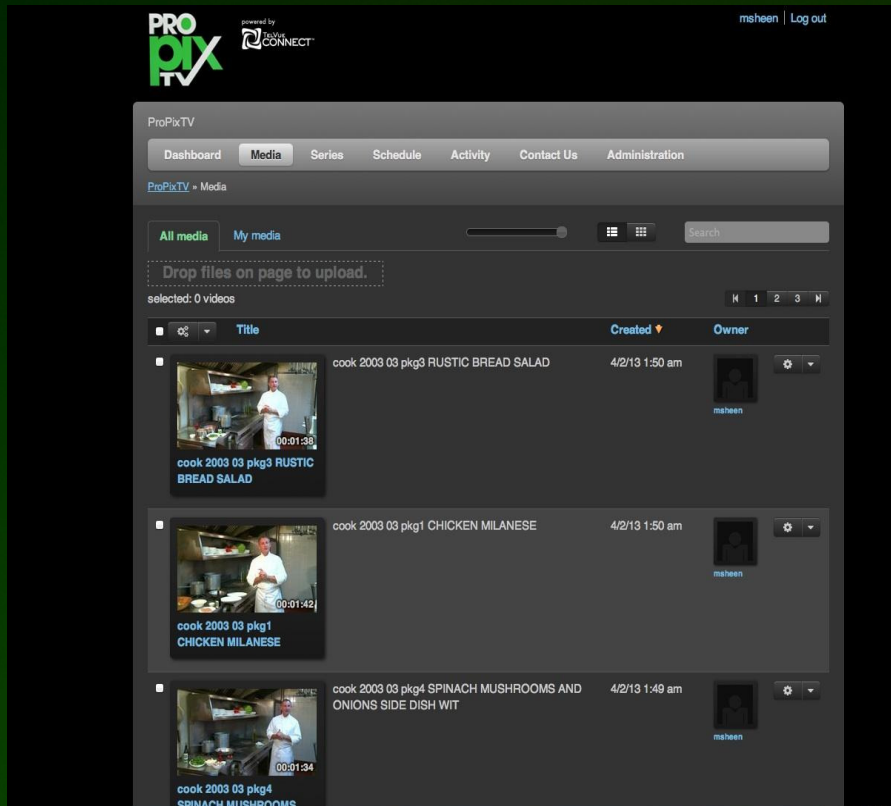 PRO
PIX
TV
powered by
TELVUE
CONNECT
msheen | Log out
ProPixTV
Dashboard Media Series Schedule Activity Contact Us Administration
ProPixTV » Media
All media My media Search
Drop files on page to upload.
selected: 0 videos 1 2 3
Title Created Owner
cook 2003 03 pkg3 RUSTIC BREAD SALAD 4/2/13 1:50 am
msheen
00:01:38
cook 2003 03 pkg3 RUSTIC
BREAD SALAD
cook 2003 03 pkg1 CHICKEN MILANESE 4/2/13 1:50 am
msheen
00:01:42
cook 2003 03 pkg1
CHICKEN MILANESE
cook 2003 03 pkg4 SPINACH MUSHROOMS AND 4/2/13 1:49 am
ONIONS SIDE DISH WIT
msheen
00:01:34
cook 2003 03 pkg4
SPINACH MUSHROOMS